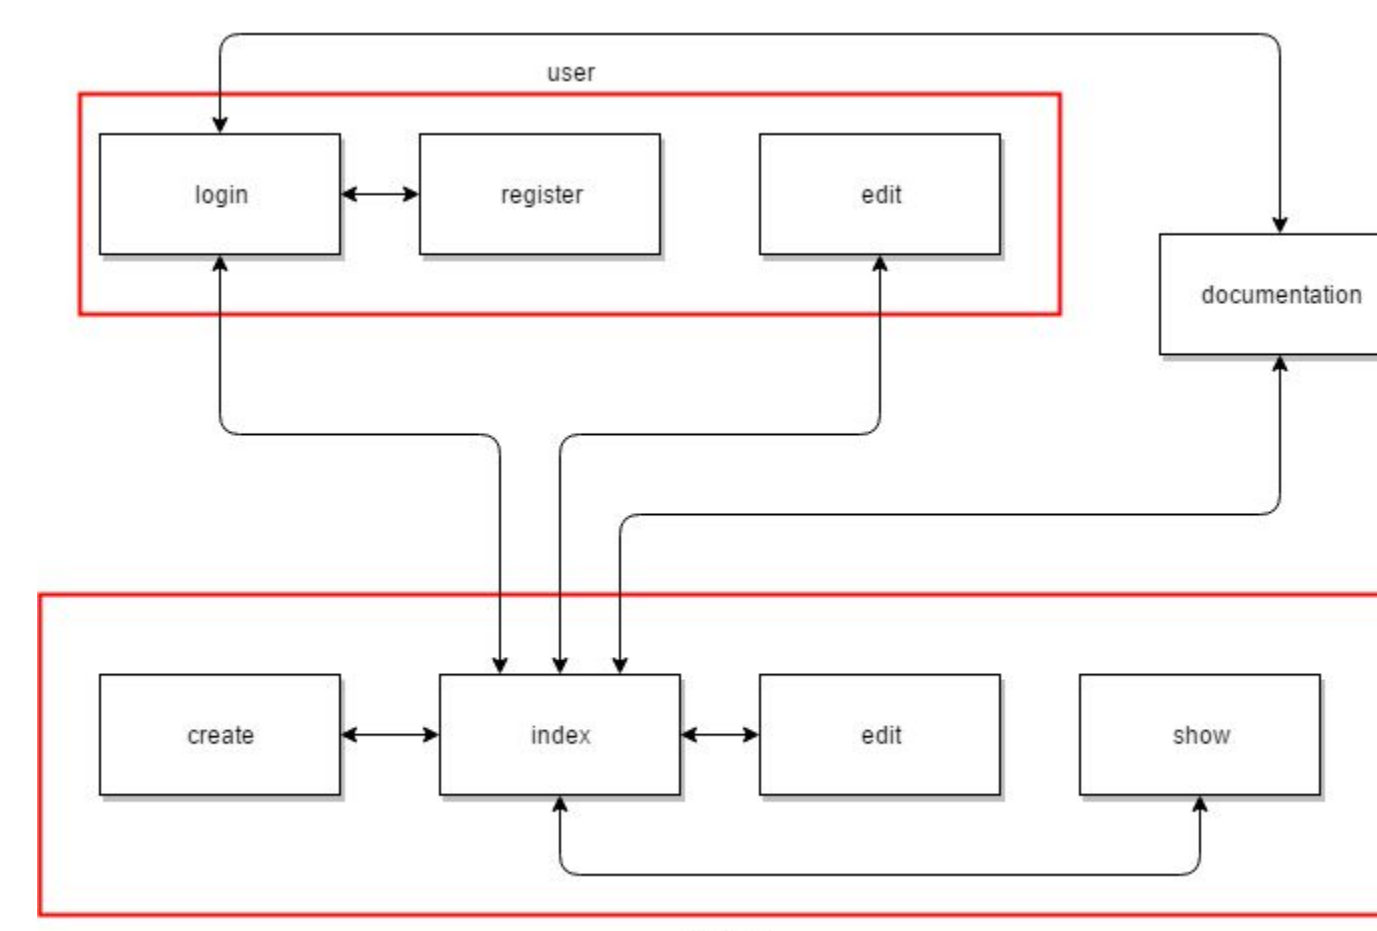 user
login
register
edit
documentation
create
index
edit
show